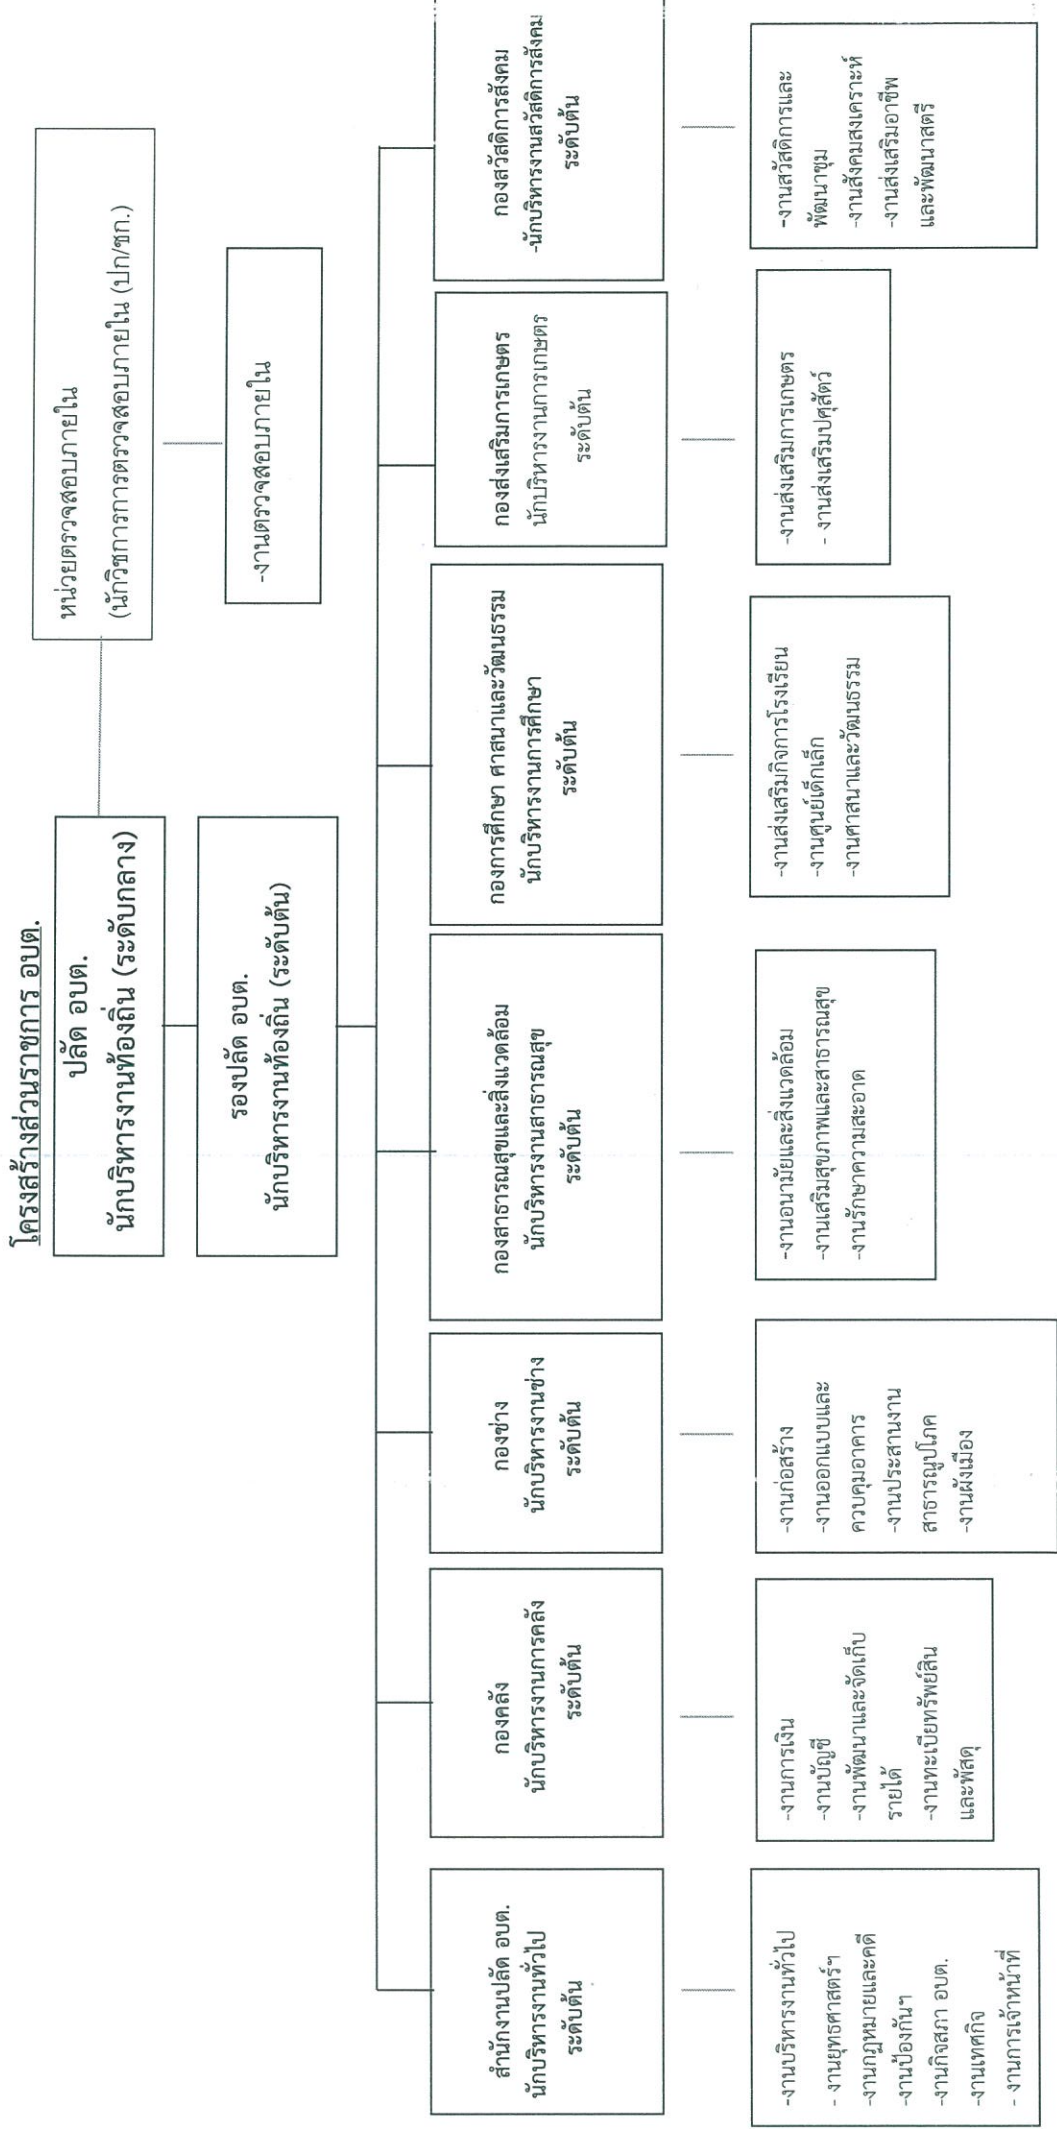 โครงสร้างส่วนราชการ อบต.
ปลัด อบต.
นักบริหารงานท้องถิ่น (ระดับกลาง)
หน่วยตรวจสอบภายใน
(นักวิชาการการตรวจสอบภายใน (ปก/ชก.)
รองปลัด อบต.
นักบริหารงานท้องถิ่น (ระดับต้น)
-งานตรวจสอบภายใน
สำนักงานปลัด อบต.
นักบริหารงานทั่วไป
ระดับต้น
กองคลัง
นักบริหารงานการคลัง
ระดับต้น
กองช่าง
นักบริหารงานช่าง
ระดับต้น
กองสาธารณสุขและสิ่งแวดล้อม
นักบริหารงานสาธารณสุข
ระดับต้น
กองการศึกษา ศาสนาและวัฒนธรรม
นักบริหารงานการศึกษา
ระดับต้น
กองส่งเสริมการเกษตร
นักบริหารงานการเกษตร
ระดับต้น
กองสวัสดิการสังคม
-นักบริหารงานสวัสดิการสังคม
ระดับต้น
-งานบริหารงานทั่วไป
- งานยุทธศาสตร์ฯ
-งานกฎหมายและคดี
-งานป้องกันฯ
-งานกิจสภา อบต.
-งานเทศกิจ
- งานการเจ้าหน้าที่
-งานการเงิน
-งานบัญชี
-งานพัฒนาและจัดเก็บ
รายได้
-งานทะเบียทรัพย์สิน
และพัสดุ
-งานก่อสร้าง
-งานออกแบบและ
ควบคุมอาคาร
-งานประสานงาน
สาธารณูปโภค
-งานผังเมือง
-งานอนามัยและสิ่งแวดล้อม
-งานเสริมสุขภาพและสาธารณสุข
-งานรักษาความสะอาด
-งานส่งเสริมกิจการโรงเรียน
-งานศูนย์เด็กเล็ก
-งานศาสนาและวัฒนธรรม
-งานส่งเสริมการเกษตร
- งานส่งเสริมปศุสัตว์
-งานสวัสดิการและ
พัฒนาชุม
-งานสังคมสงเคราะห์
-งานส่งเสริมอาชีพ
และพัฒนาสตรี